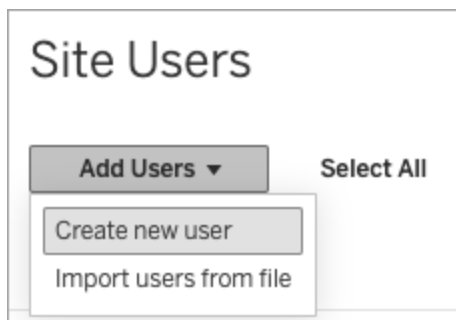 Site Users
Add Users ▼ Select All
Create new user
Import users from file